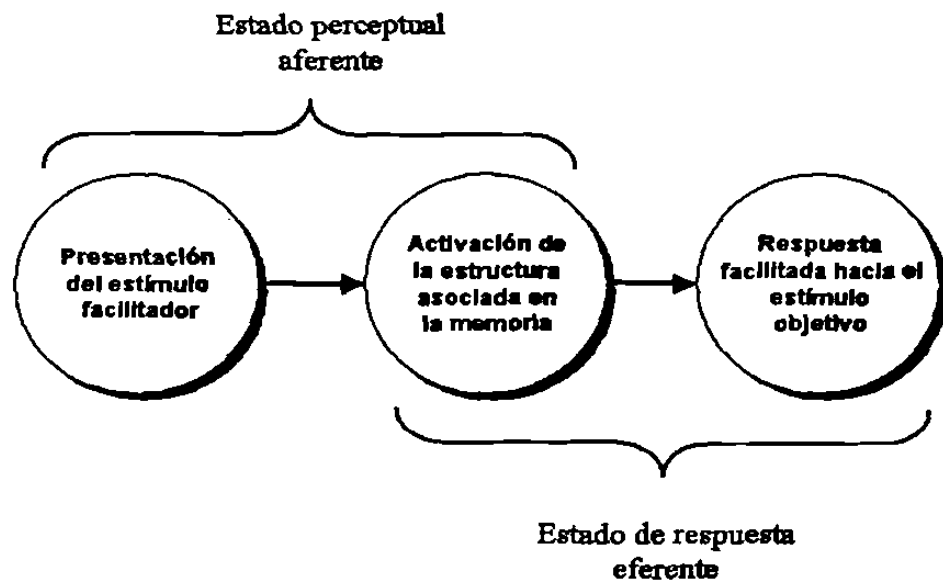 Estado perceptual
aferente
Presentación
del estímulo
facilitador
Activación de
la estructura
asociada en
la memoria
Respuesta
facilitada hacia el
estímulo
objetivo
Estado de respuesta
eferente